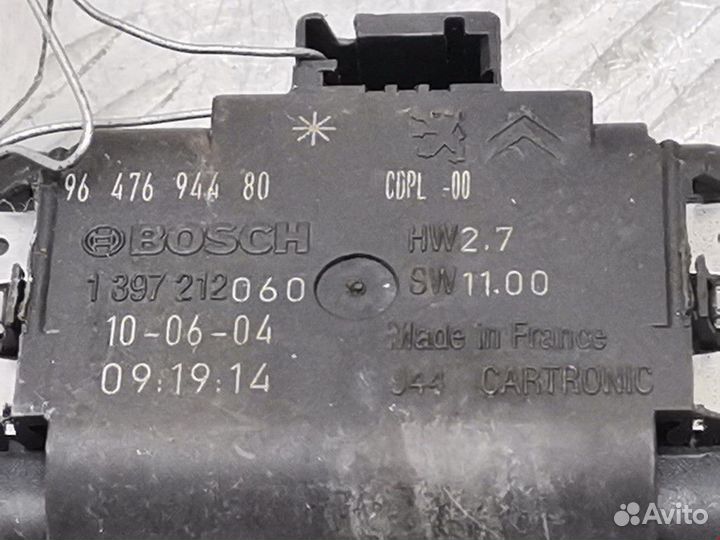 96 476 944 80 CDPL -00
BOSCH HW2.7
1 397 212060 SW11.00
10-06-04 Made in France
09:19:14 J44 CARTRONIC
Avito